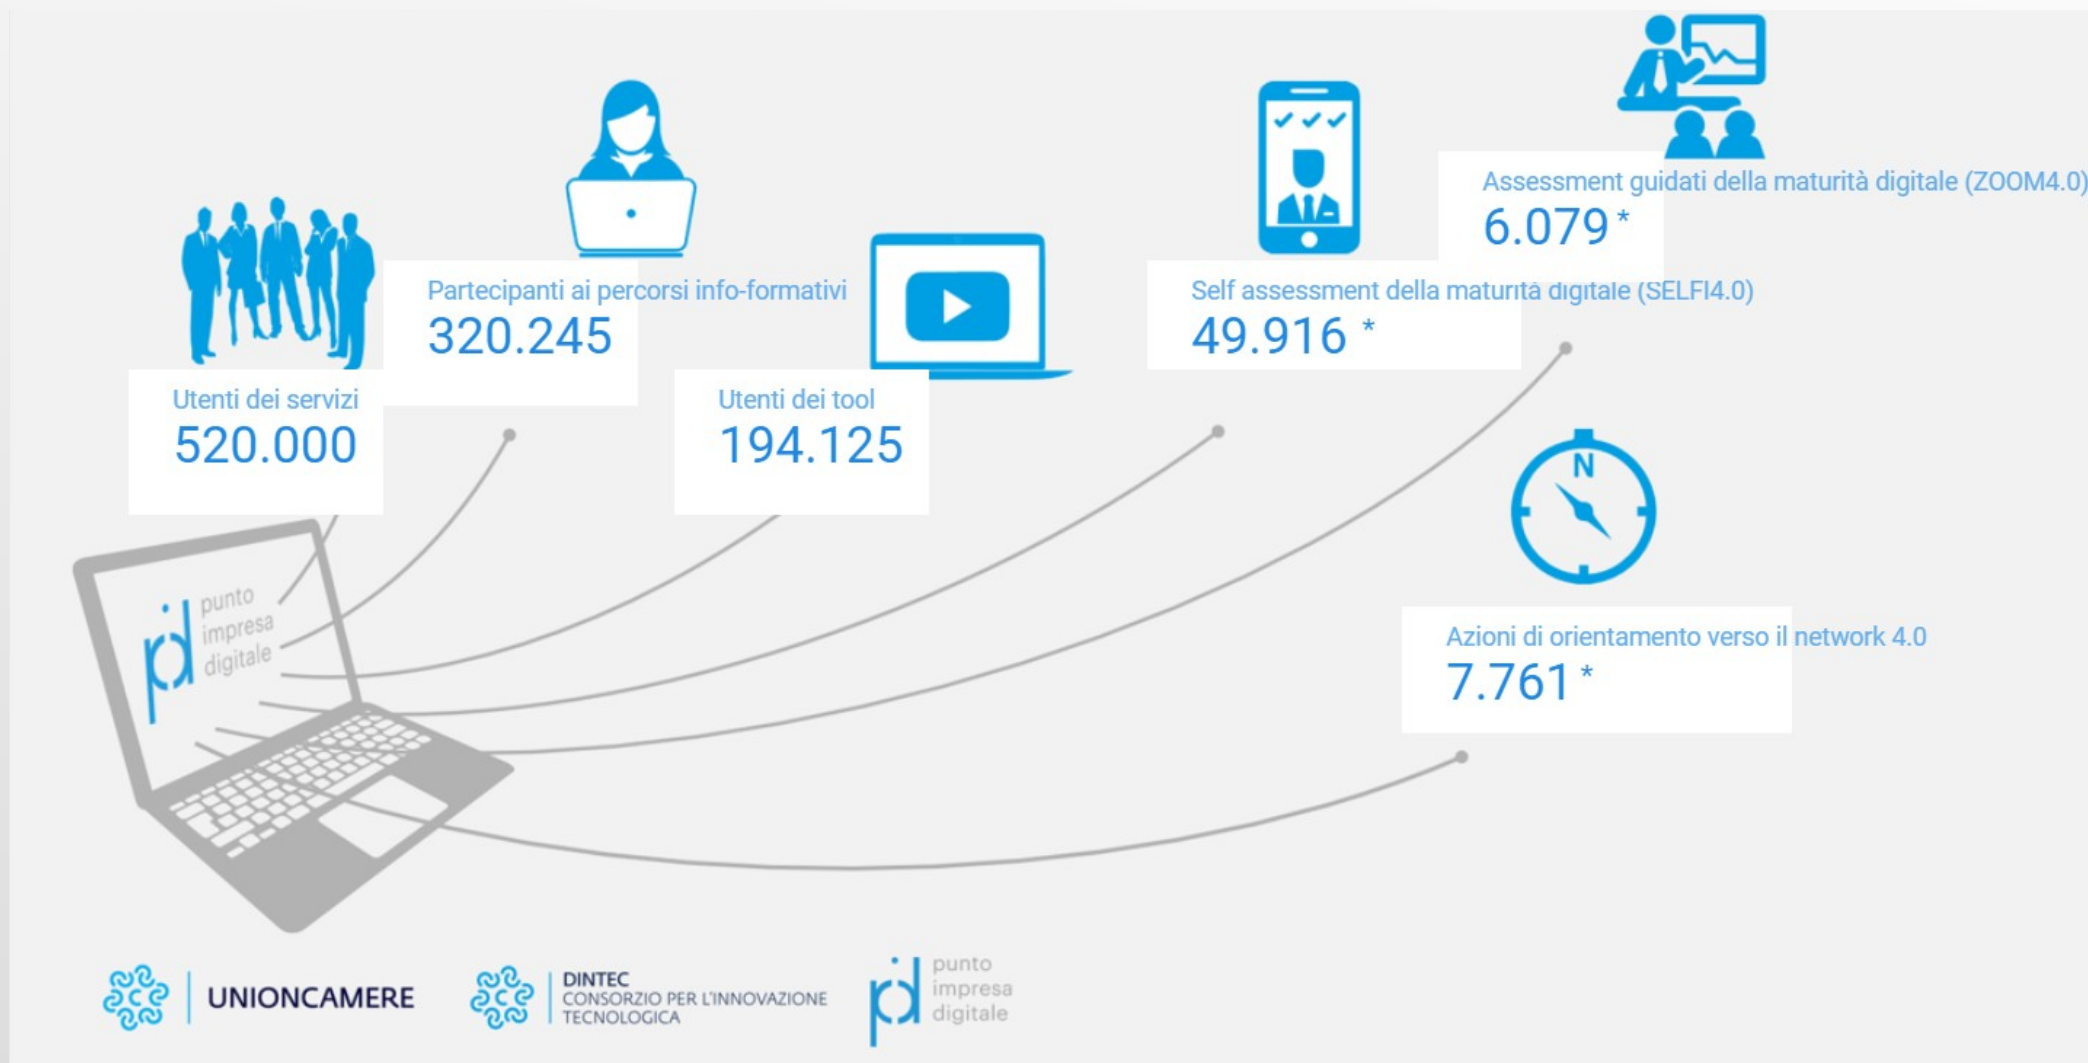 Assessment guidati della maturità digitale (ZOOM4.0)
6.079 *
Partecipanti ai percorsi info-formativi
320.245
Self assessment della maturità digitale (SELFI4.0)
49.916 *
Utenti dei servizi
520.000
Utenti dei tool
194.125
N
Azioni di orientamento verso il network 4.0
7.761 *
pid
punto
impresa
digitale
UNIONCAMERE
DINTEC
CONSORZIO PER L'INNOVAZIONE
TECNOLOGICA
pid
punto
impresa
digitale